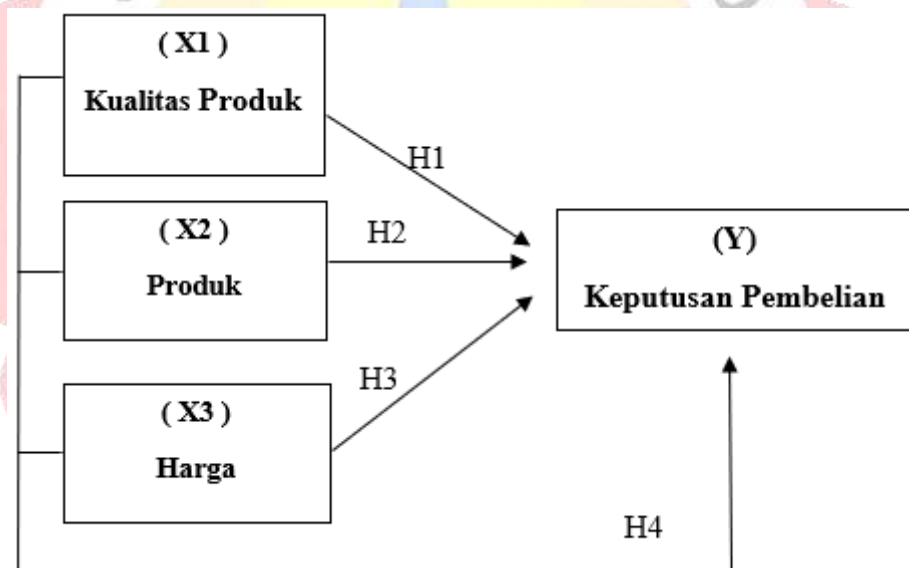 ( X1 )
Kualitas Produk
H1
( X2 )
Produk
H2
(Y)
Keputusan Pembelian
( X3 )
Harga
H3
H4